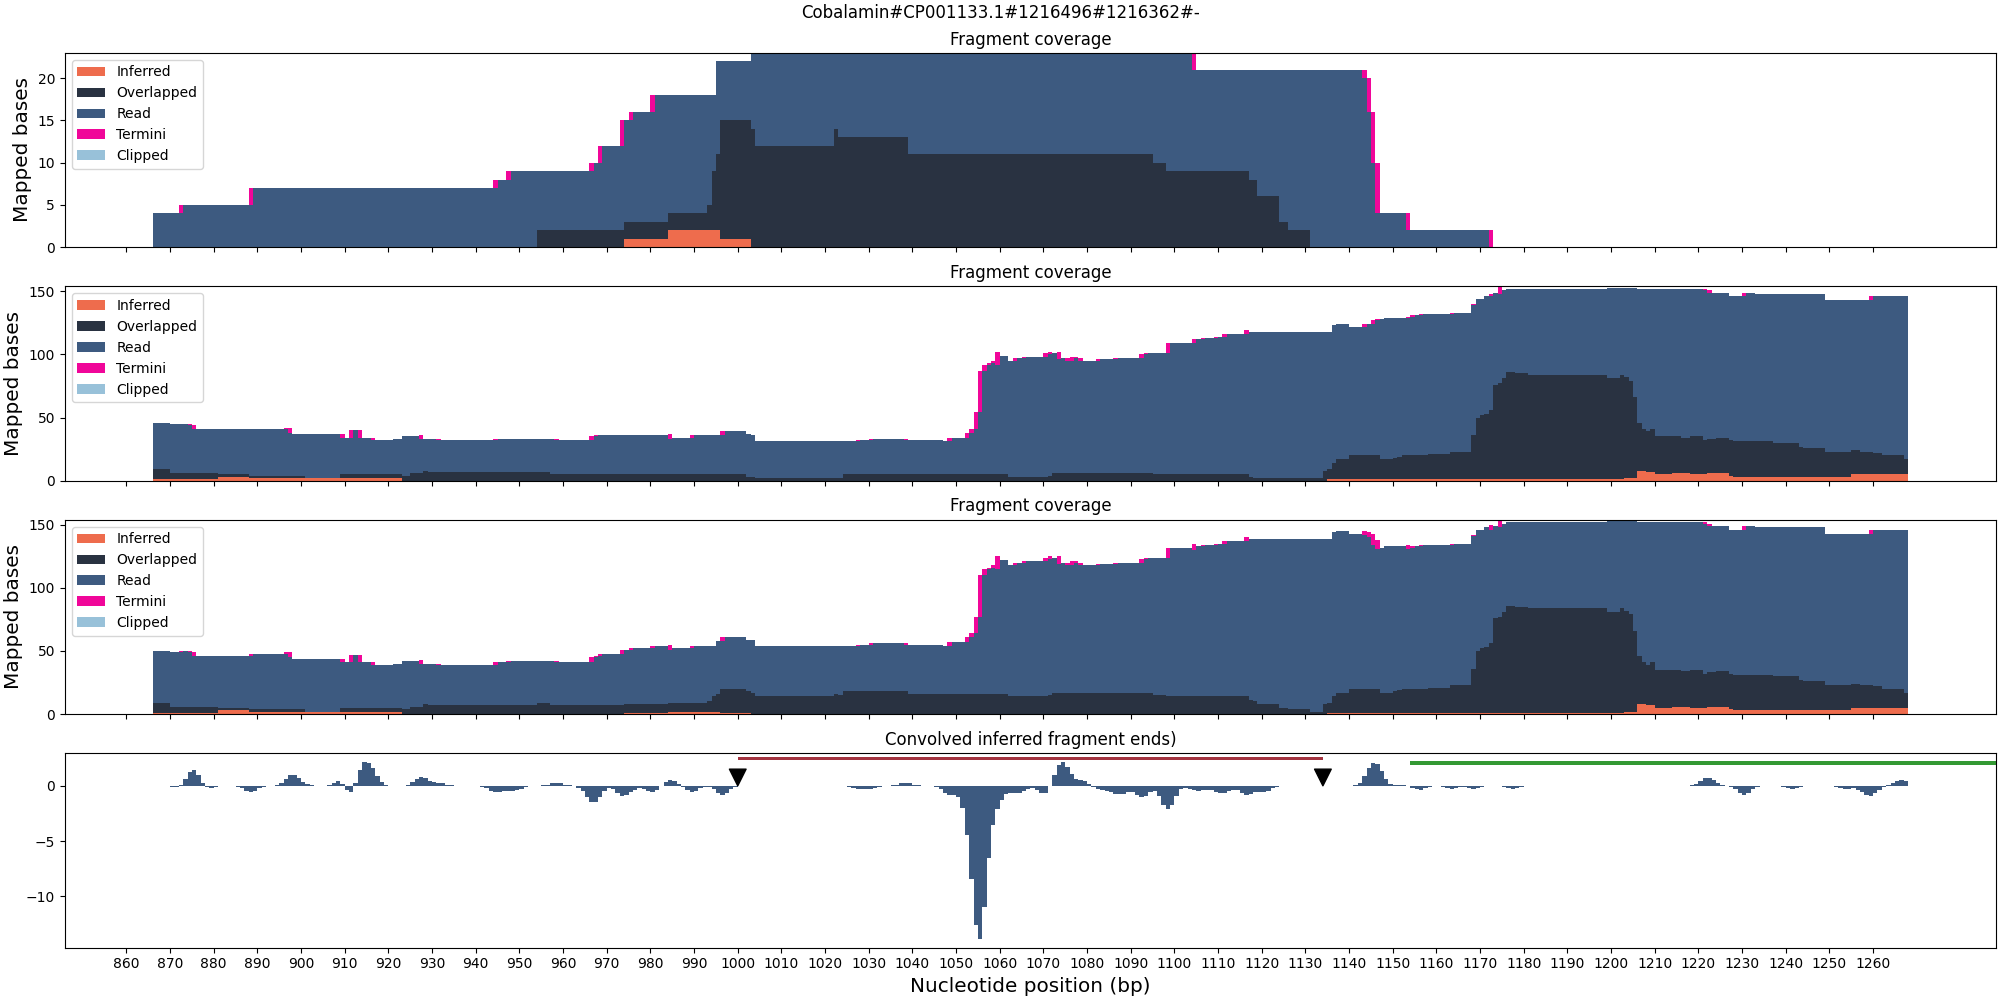 Cobalamin#CP001133.1#1216496#1216362#-
Fragment coverage
Mapped bases
20
15
10
5
0
Inferred
Overlapped
Read
Termini
Clipped
Fragment coverage
Mapped bases
150
100
50
0
Inferred
Overlapped
Read
Termini
Clipped
Fragment coverage
Mapped bases
150
100
50
0
Inferred
Overlapped
Read
Termini
Clipped
Convolved inferred fragment ends)
0
−5
−10
860 870 880 890 900 910 920 930 940 950 960 970 980 990 1000 1010 1020 1030 1040 1050 1060 1070 1080 1090 1100 1110 1120 1130 1140 1150 1160 1170 1180 1190 1200 1210 1220 1230 1240 1250 1260
Nucleotide position (bp)